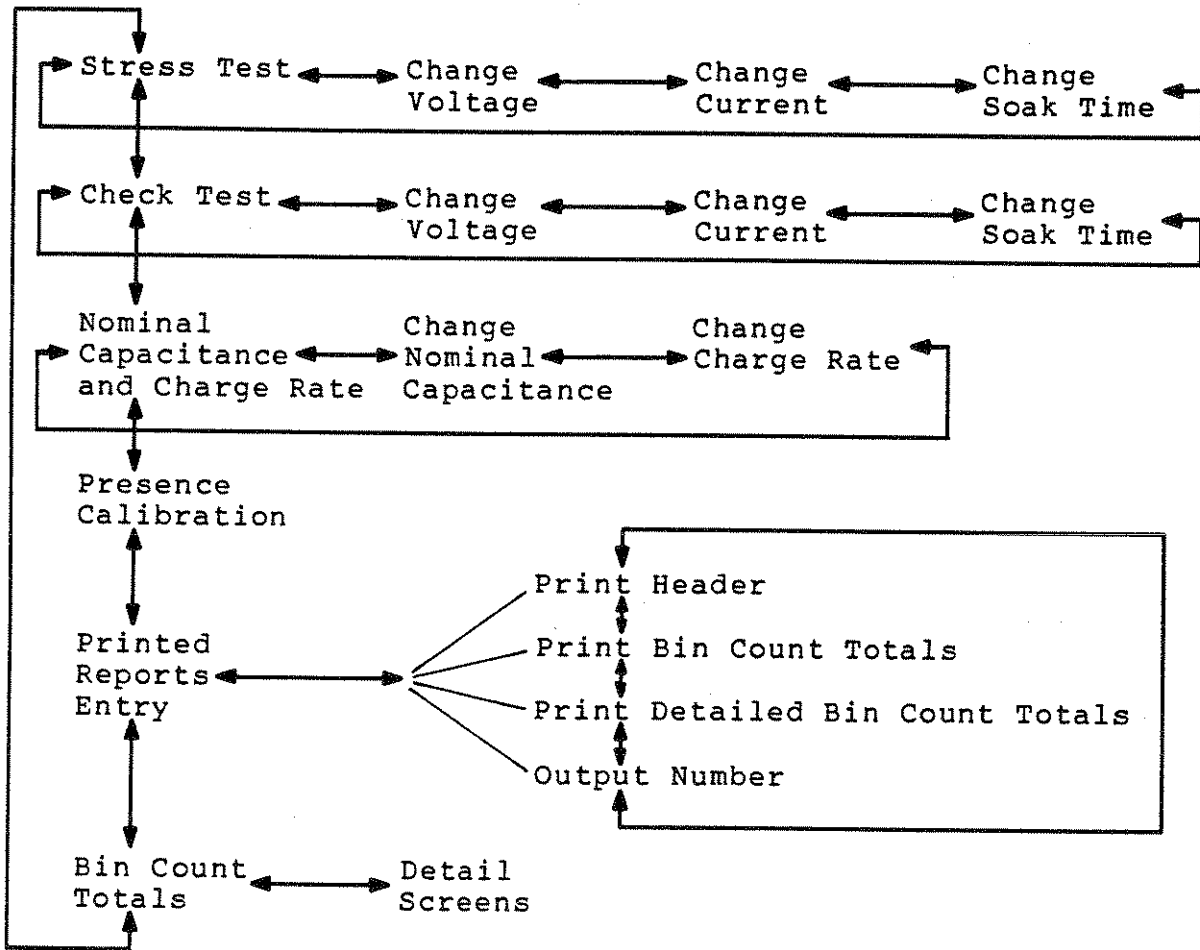 Stress Test
Change
Voltage
Change
Current
Change
Soak Time
Check Test
Change
Voltage
Change
Current
Change
Soak Time
Nominal
Capacitance
and Charge Rate
Change
Nominal
Capacitance
Change
Charge Rate
Presence
Calibration
Printed
Reports
Entry
Print Header
Print Bin Count Totals
Print Detailed Bin Count Totals
Output Number
Bin Count
Totals
Detail
Screens